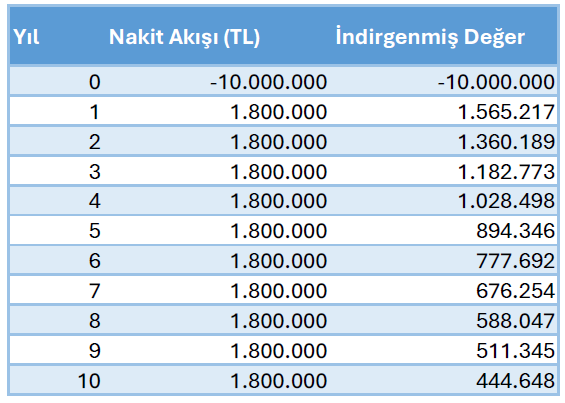 Yıl Nakit Akışı (TL) İndirgenmiş Değer
0 -10.000.000 -10.000.000
1 1.800.000 1.565.217
2 1.800.000 1.360.189
3 1.800.000 1.182.773
4 1.800.000 1.028.498
5 1.800.000 894.346
6 1.800.000 777.692
7 1.800.000 676.254
8 1.800.000 588.047
9 1.800.000 511.345
10 1.800.000 444.648